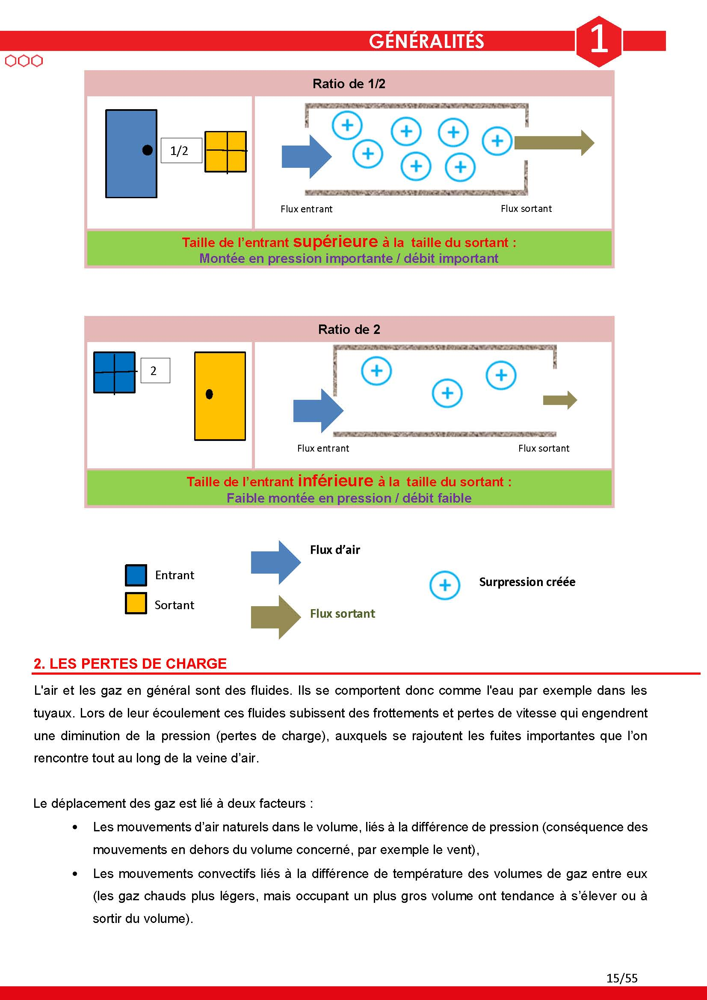 GÉNÉRALITÉS
1
Ratio de 1/2
1/2
Flux entrant
Flux sortant
Taille de l’entrant supérieure à la taille du sortant :
Montée en pression importante / débit important
Ratio de 2
2
Flux entrant
Flux sortant
Taille de l’entrant inférieure à la taille du sortant :
Faible montée en pression / débit faible
Flux d’air
Entrant
Surpression créée
Sortant
Flux sortant
2. LES PERTES DE CHARGE
L'air et les gaz en général sont des fluides. Ils se comportent donc comme l'eau par exemple dans les
tuyaux. Lors de leur écoulement ces fluides subissent des frottements et pertes de vitesse qui engendrent
une diminution de la pression (pertes de charge), auxquels se rajoutent les fuites importantes que l’on
rencontre tout au long de la veine d’air.
Le déplacement des gaz est lié à deux facteurs :
• Les mouvements d’air naturels dans le volume, liés à la différence de pression (conséquence des
mouvements en dehors du volume concerné, par exemple le vent),
• Les mouvements convectifs liés à la différence de température des volumes de gaz entre eux
(les gaz chauds plus légers, mais occupant un plus gros volume ont tendance à s’élever ou à
sortir du volume).
15/55